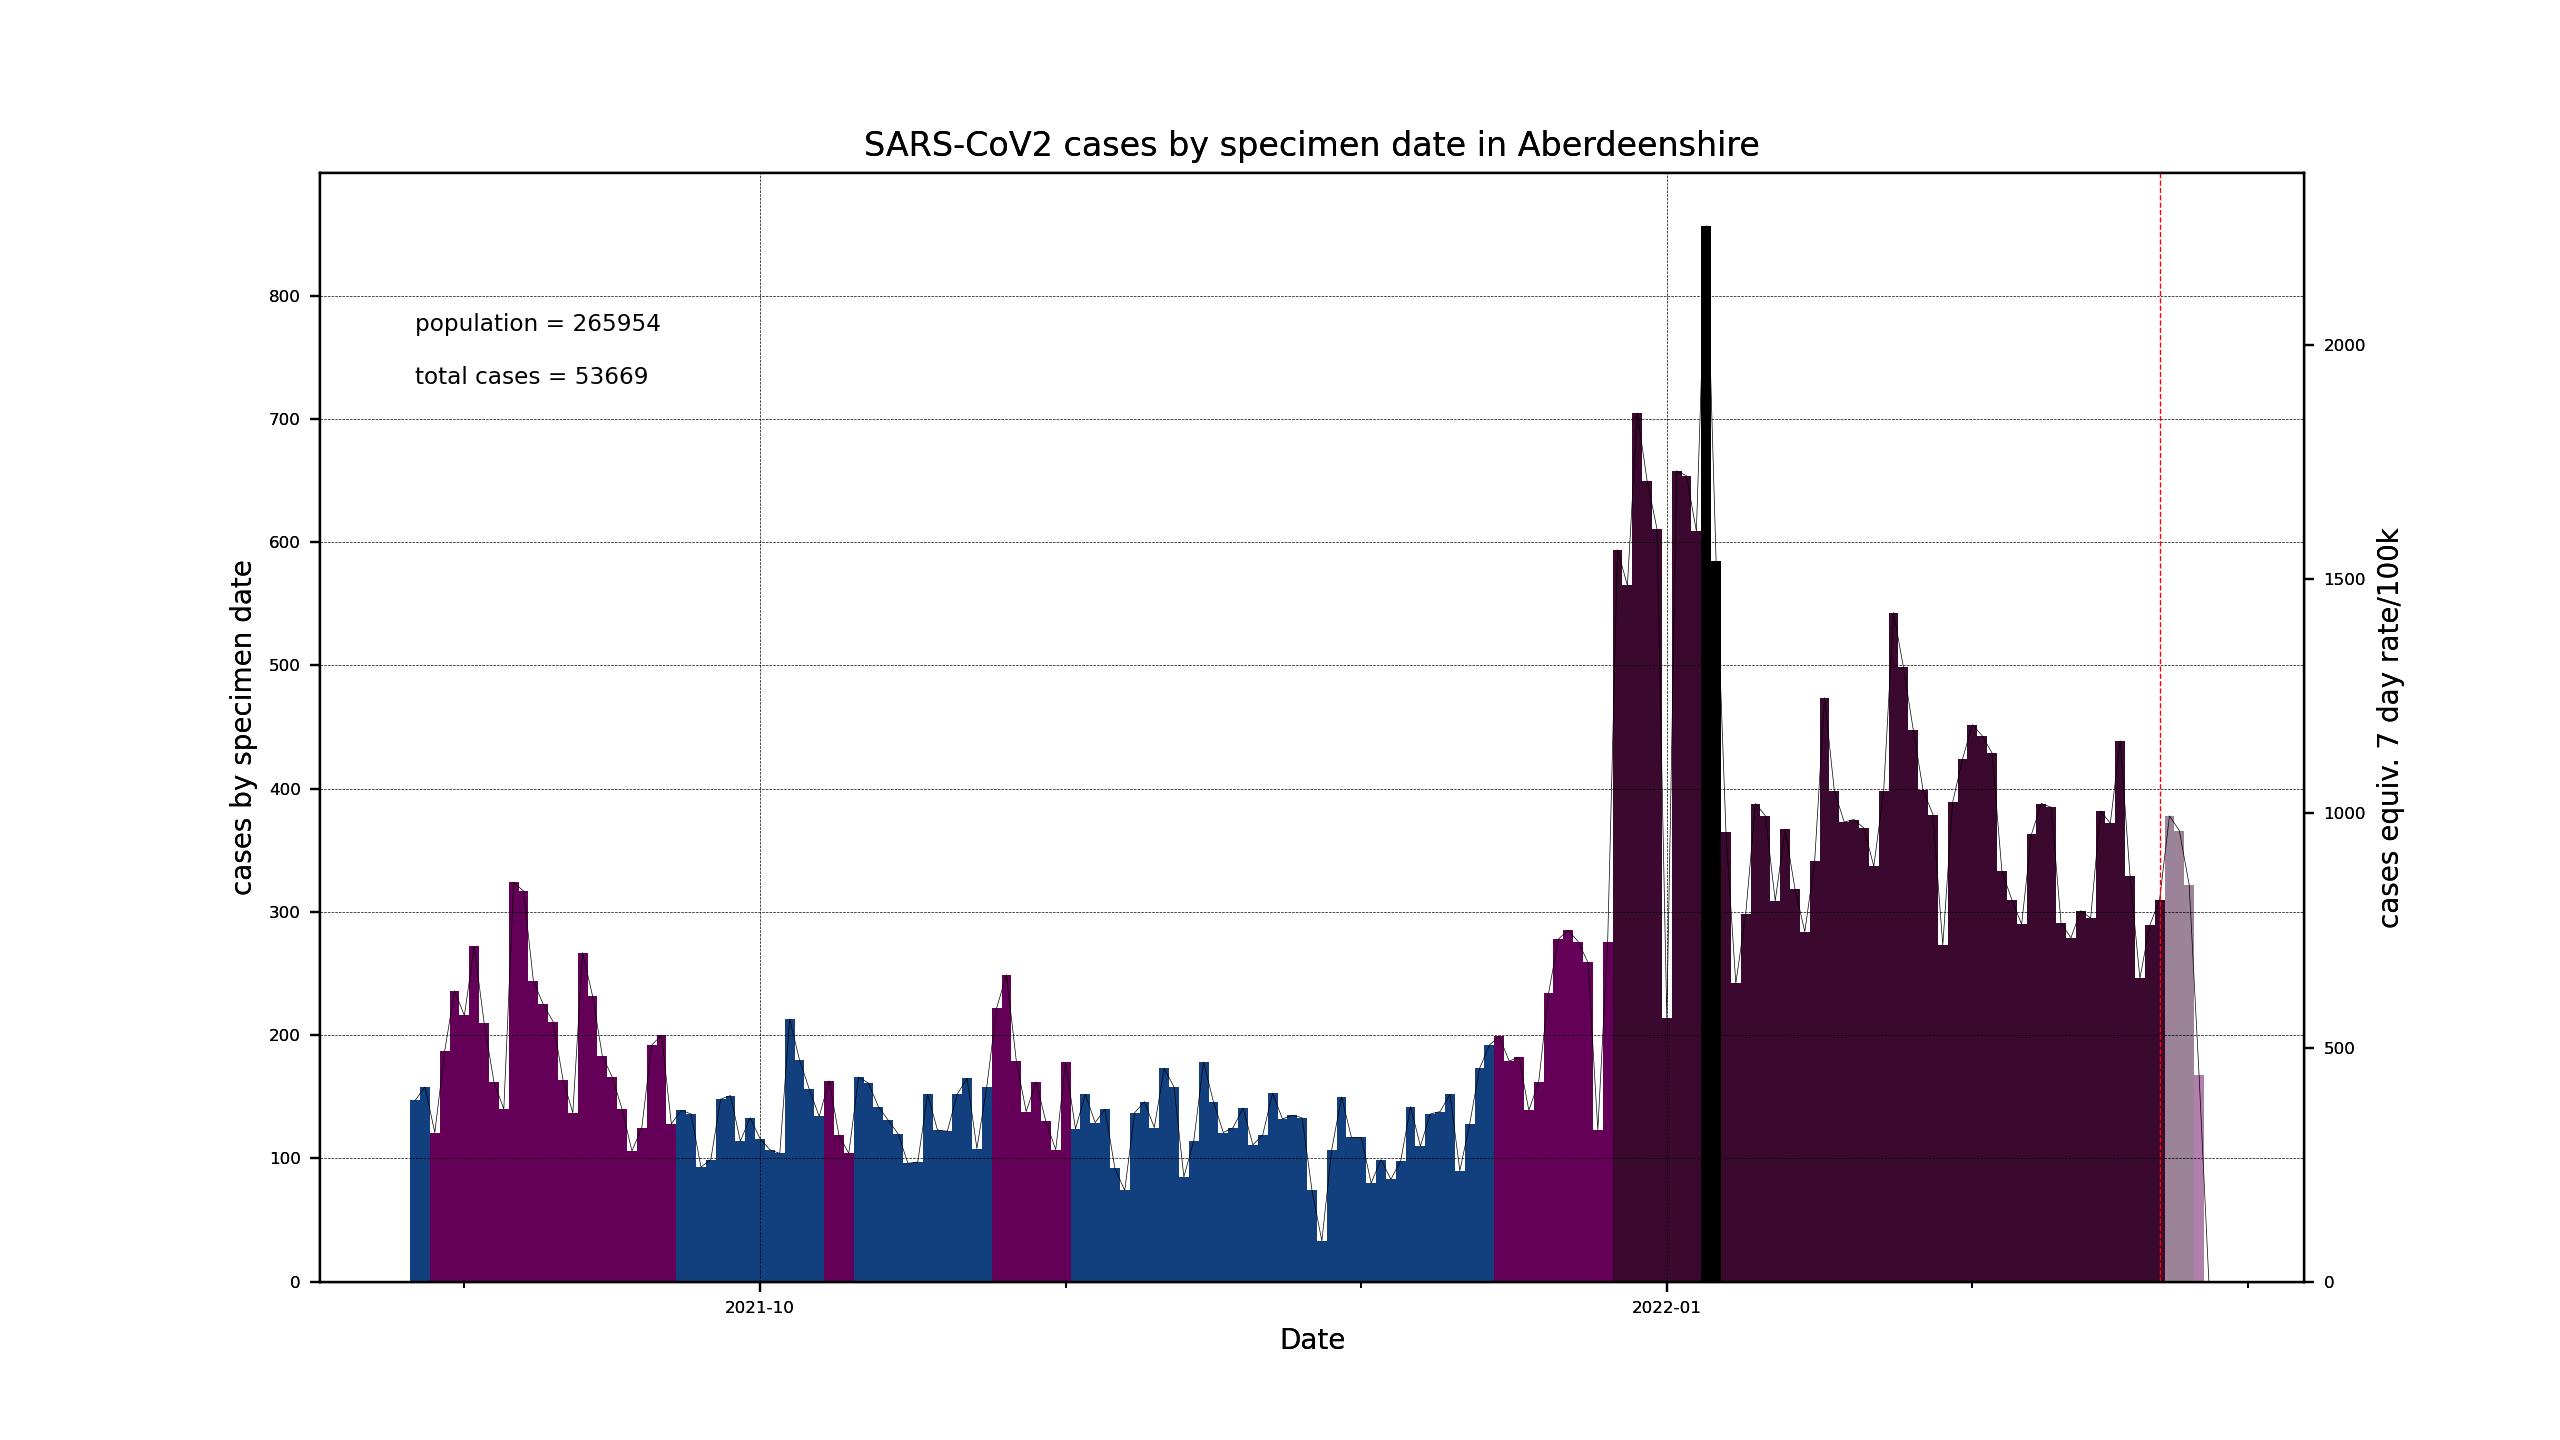 SARS-CoV2 cases by specimen date in Aberdeenshire
population = 265954
total cases = 53669
cases by specimen date
800
700
600
500
400
300
200
100
0
2000
1500
1000
500
0
cases equiv. 7 day rate/100k
2021-10
2022-01
Date